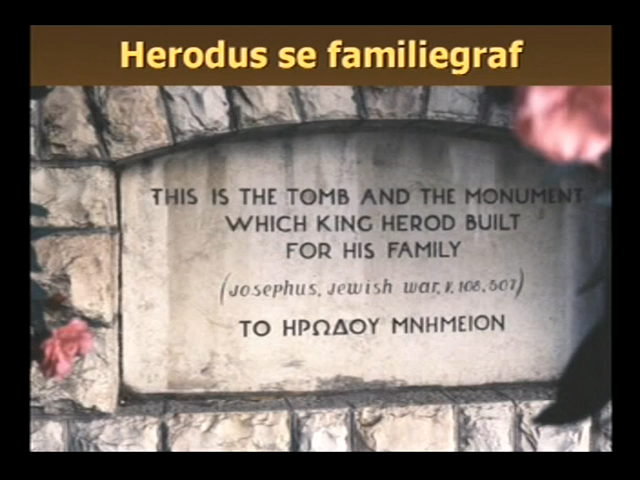 Herodus se familiegraf
THIS IS THE TOMB AND THE MONUMENT
WHICH KING HEROD BUILT
FOR HIS FAMILY
(Josephus, Jewish war, V, 108, 507)
ΤΟ ΗΡΩΔΟΥ ΜΝΗΜΕΙΟΝ